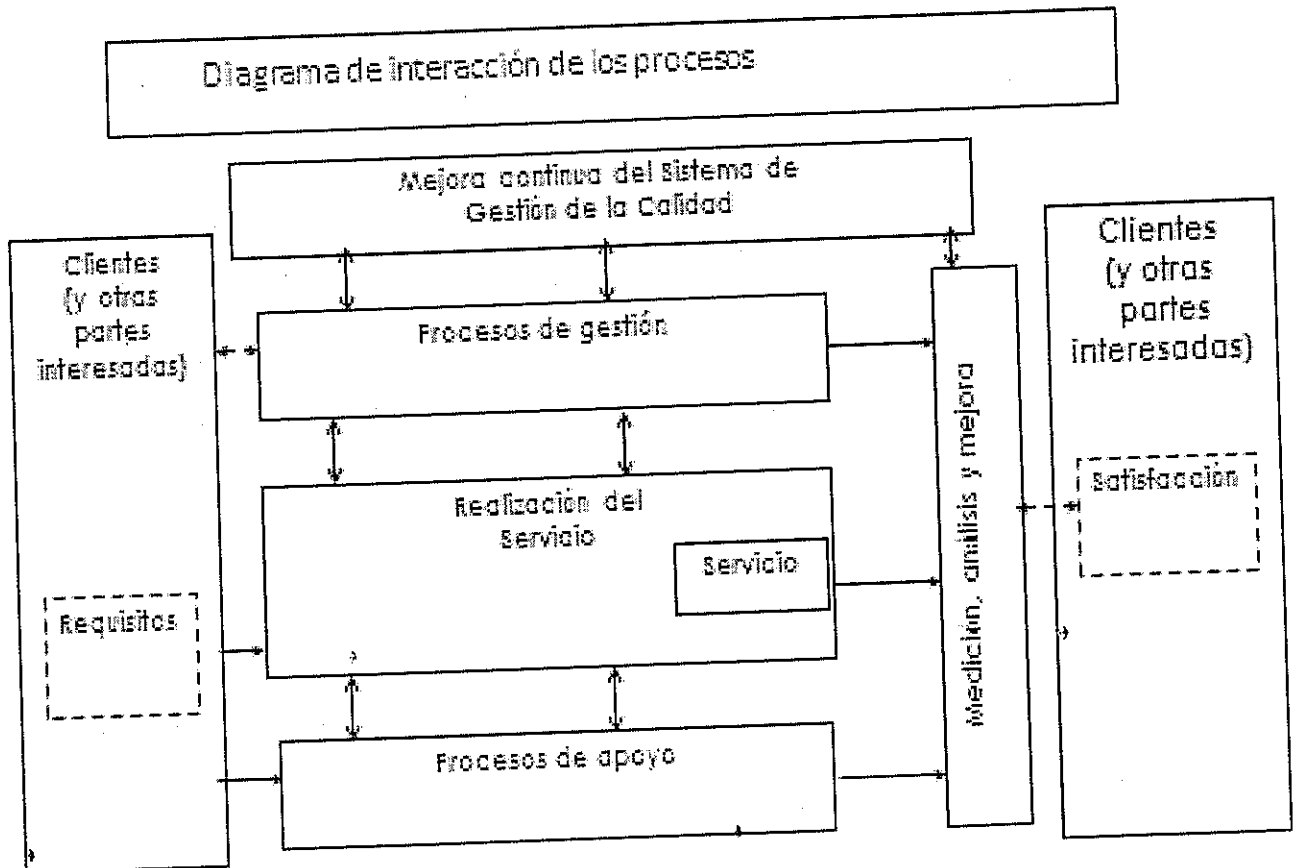 Diagrama de interacción de los procesos
Mejora continua del Sistema de
Gestión de la Calidad
Clientes
(y otras
partes
interesadas)
Requisitos
Procesos de gestión
Realización del
Servicio
Servicio
Procesos de apoyo
Medición, análisis y mejora
Clientes
(y otras
partes
interesadas)
Satisfacción